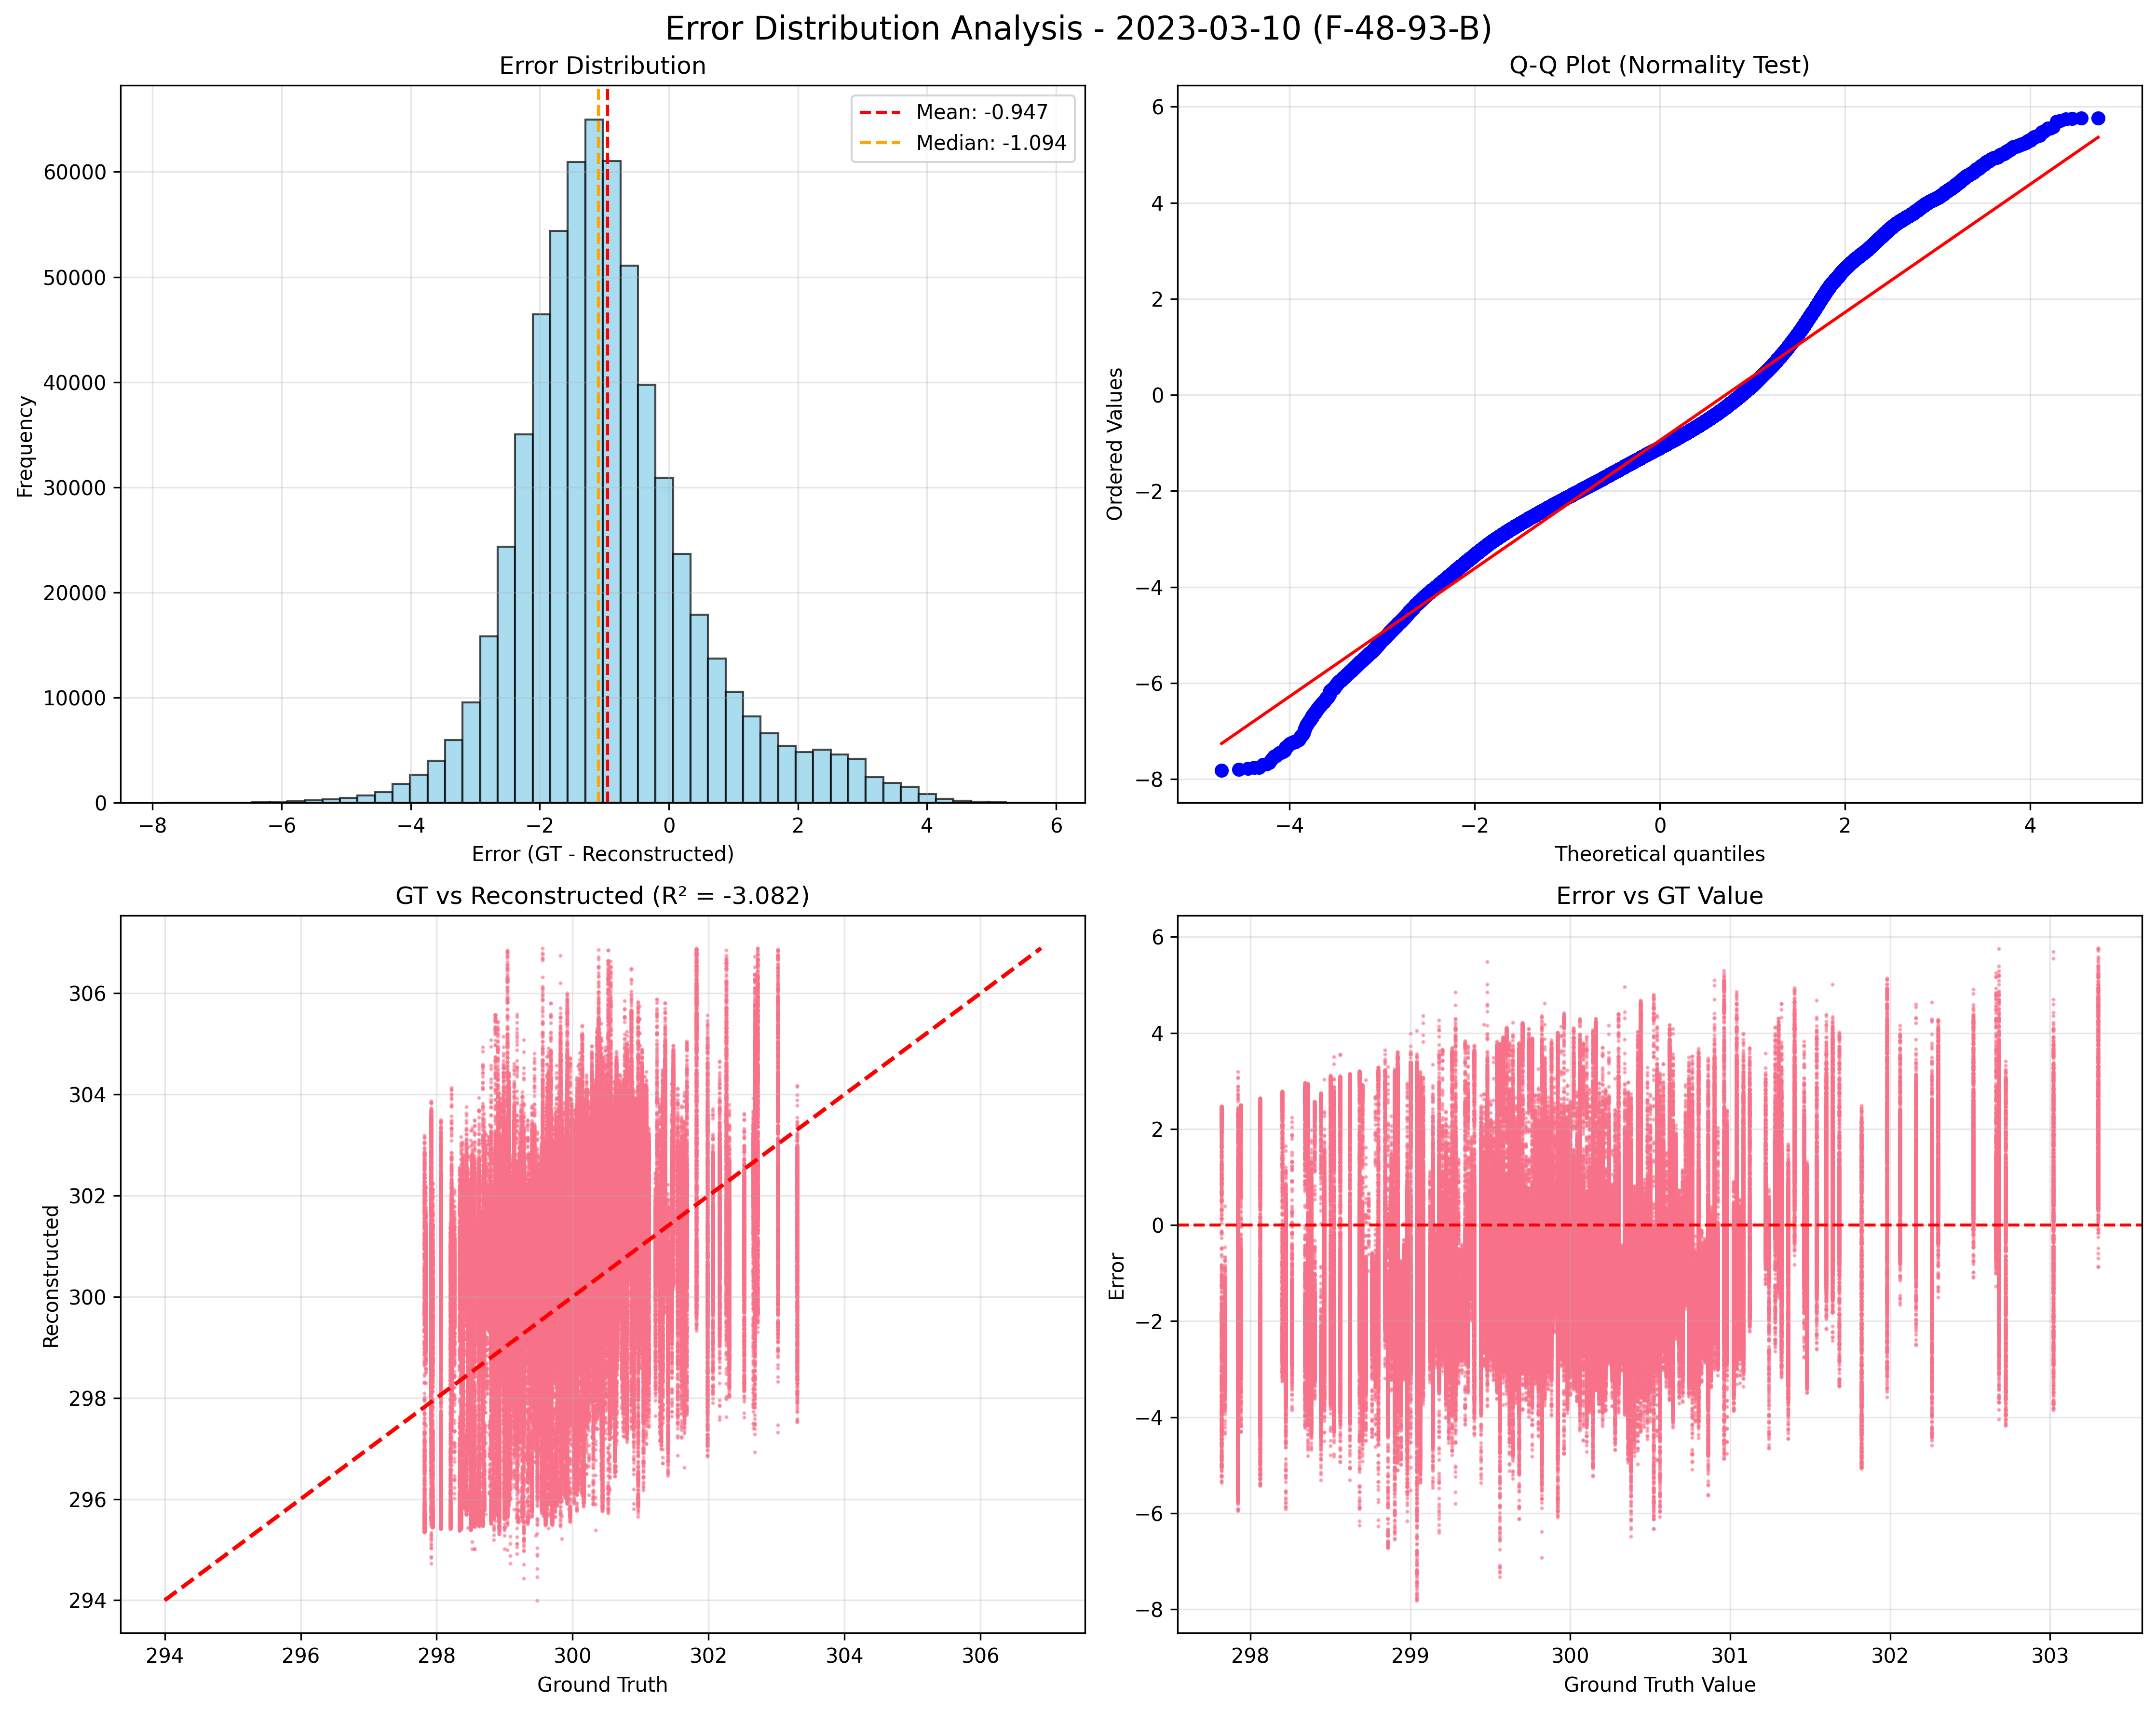 Error Distribution Analysis - 2023-03-10 (F-48-93-B)
Error Distribution
Mean: -0.947
Median: -1.094
Frequency
60000
50000
40000
30000
20000
10000
0
−8 −6 −4 −2 0 2 4 6
Error (GT - Reconstructed)
Q-Q Plot (Normality Test)
Ordered Values
6
4
2
0
−2
−4
−6
−8
−4 −2 0 2 4
Theoretical quantiles
GT vs Reconstructed (R² = -3.082)
Reconstructed
306
304
302
300
298
296
294
294 296 298 300 302 304 306
Ground Truth
Error vs GT Value
Error
6
4
2
0
−2
−4
−6
−8
298 299 300 301 302 303
Ground Truth Value